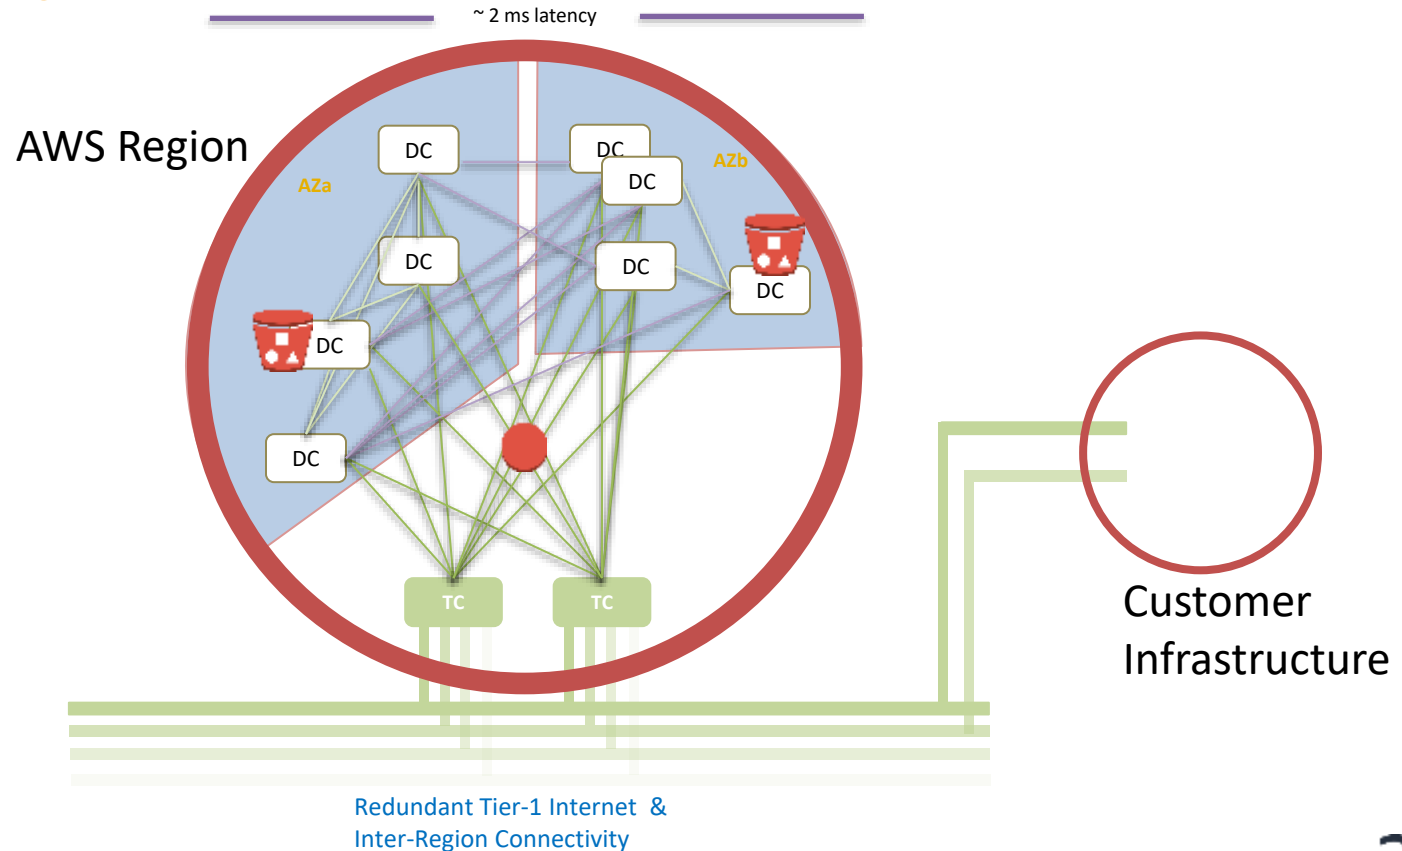 ~ 2 ms latency
AWS Region
DC
DC
AZb
DC
AZa
DC
DC
DC
DC
DC
TC
TC
Customer
Infrastructure
Redundant Tier-1 Internet &
Inter-Region Connectivity